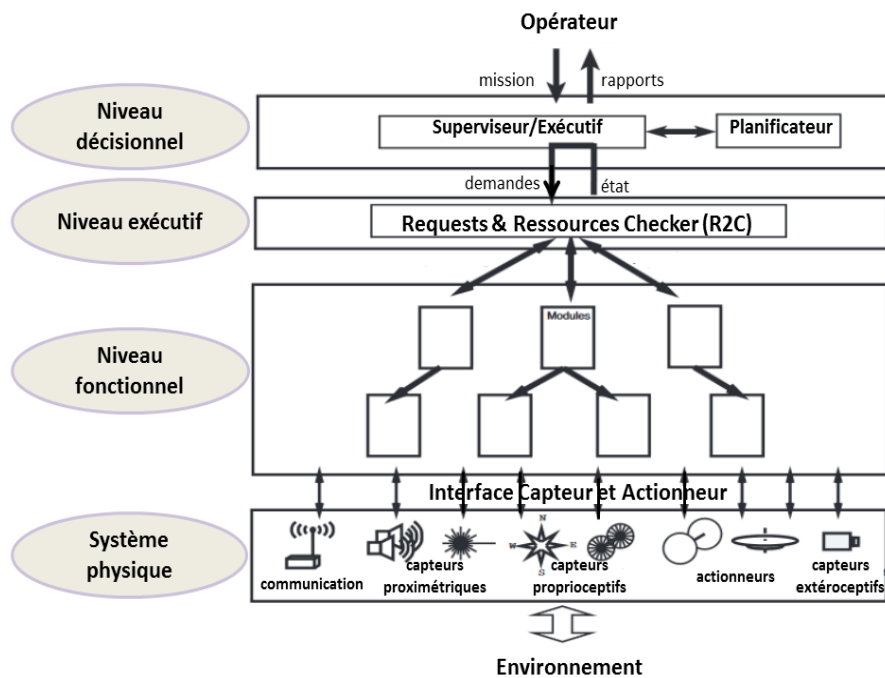 Opérateur
mission
rapports
Niveau
décisionnel
Superviseur/Exécutif
Planificateur
demandes
état
Niveau exécutif
Requests & Ressources Checker (R2C)
Modules
Niveau
fonctionnel
Interface Capteur et Actionneur
Système
physique
N
W
E
S
communication
capteurs
proximétriques
capteurs
proprioceptifs
actionneurs
capteurs
extéroceptifs
Environnement